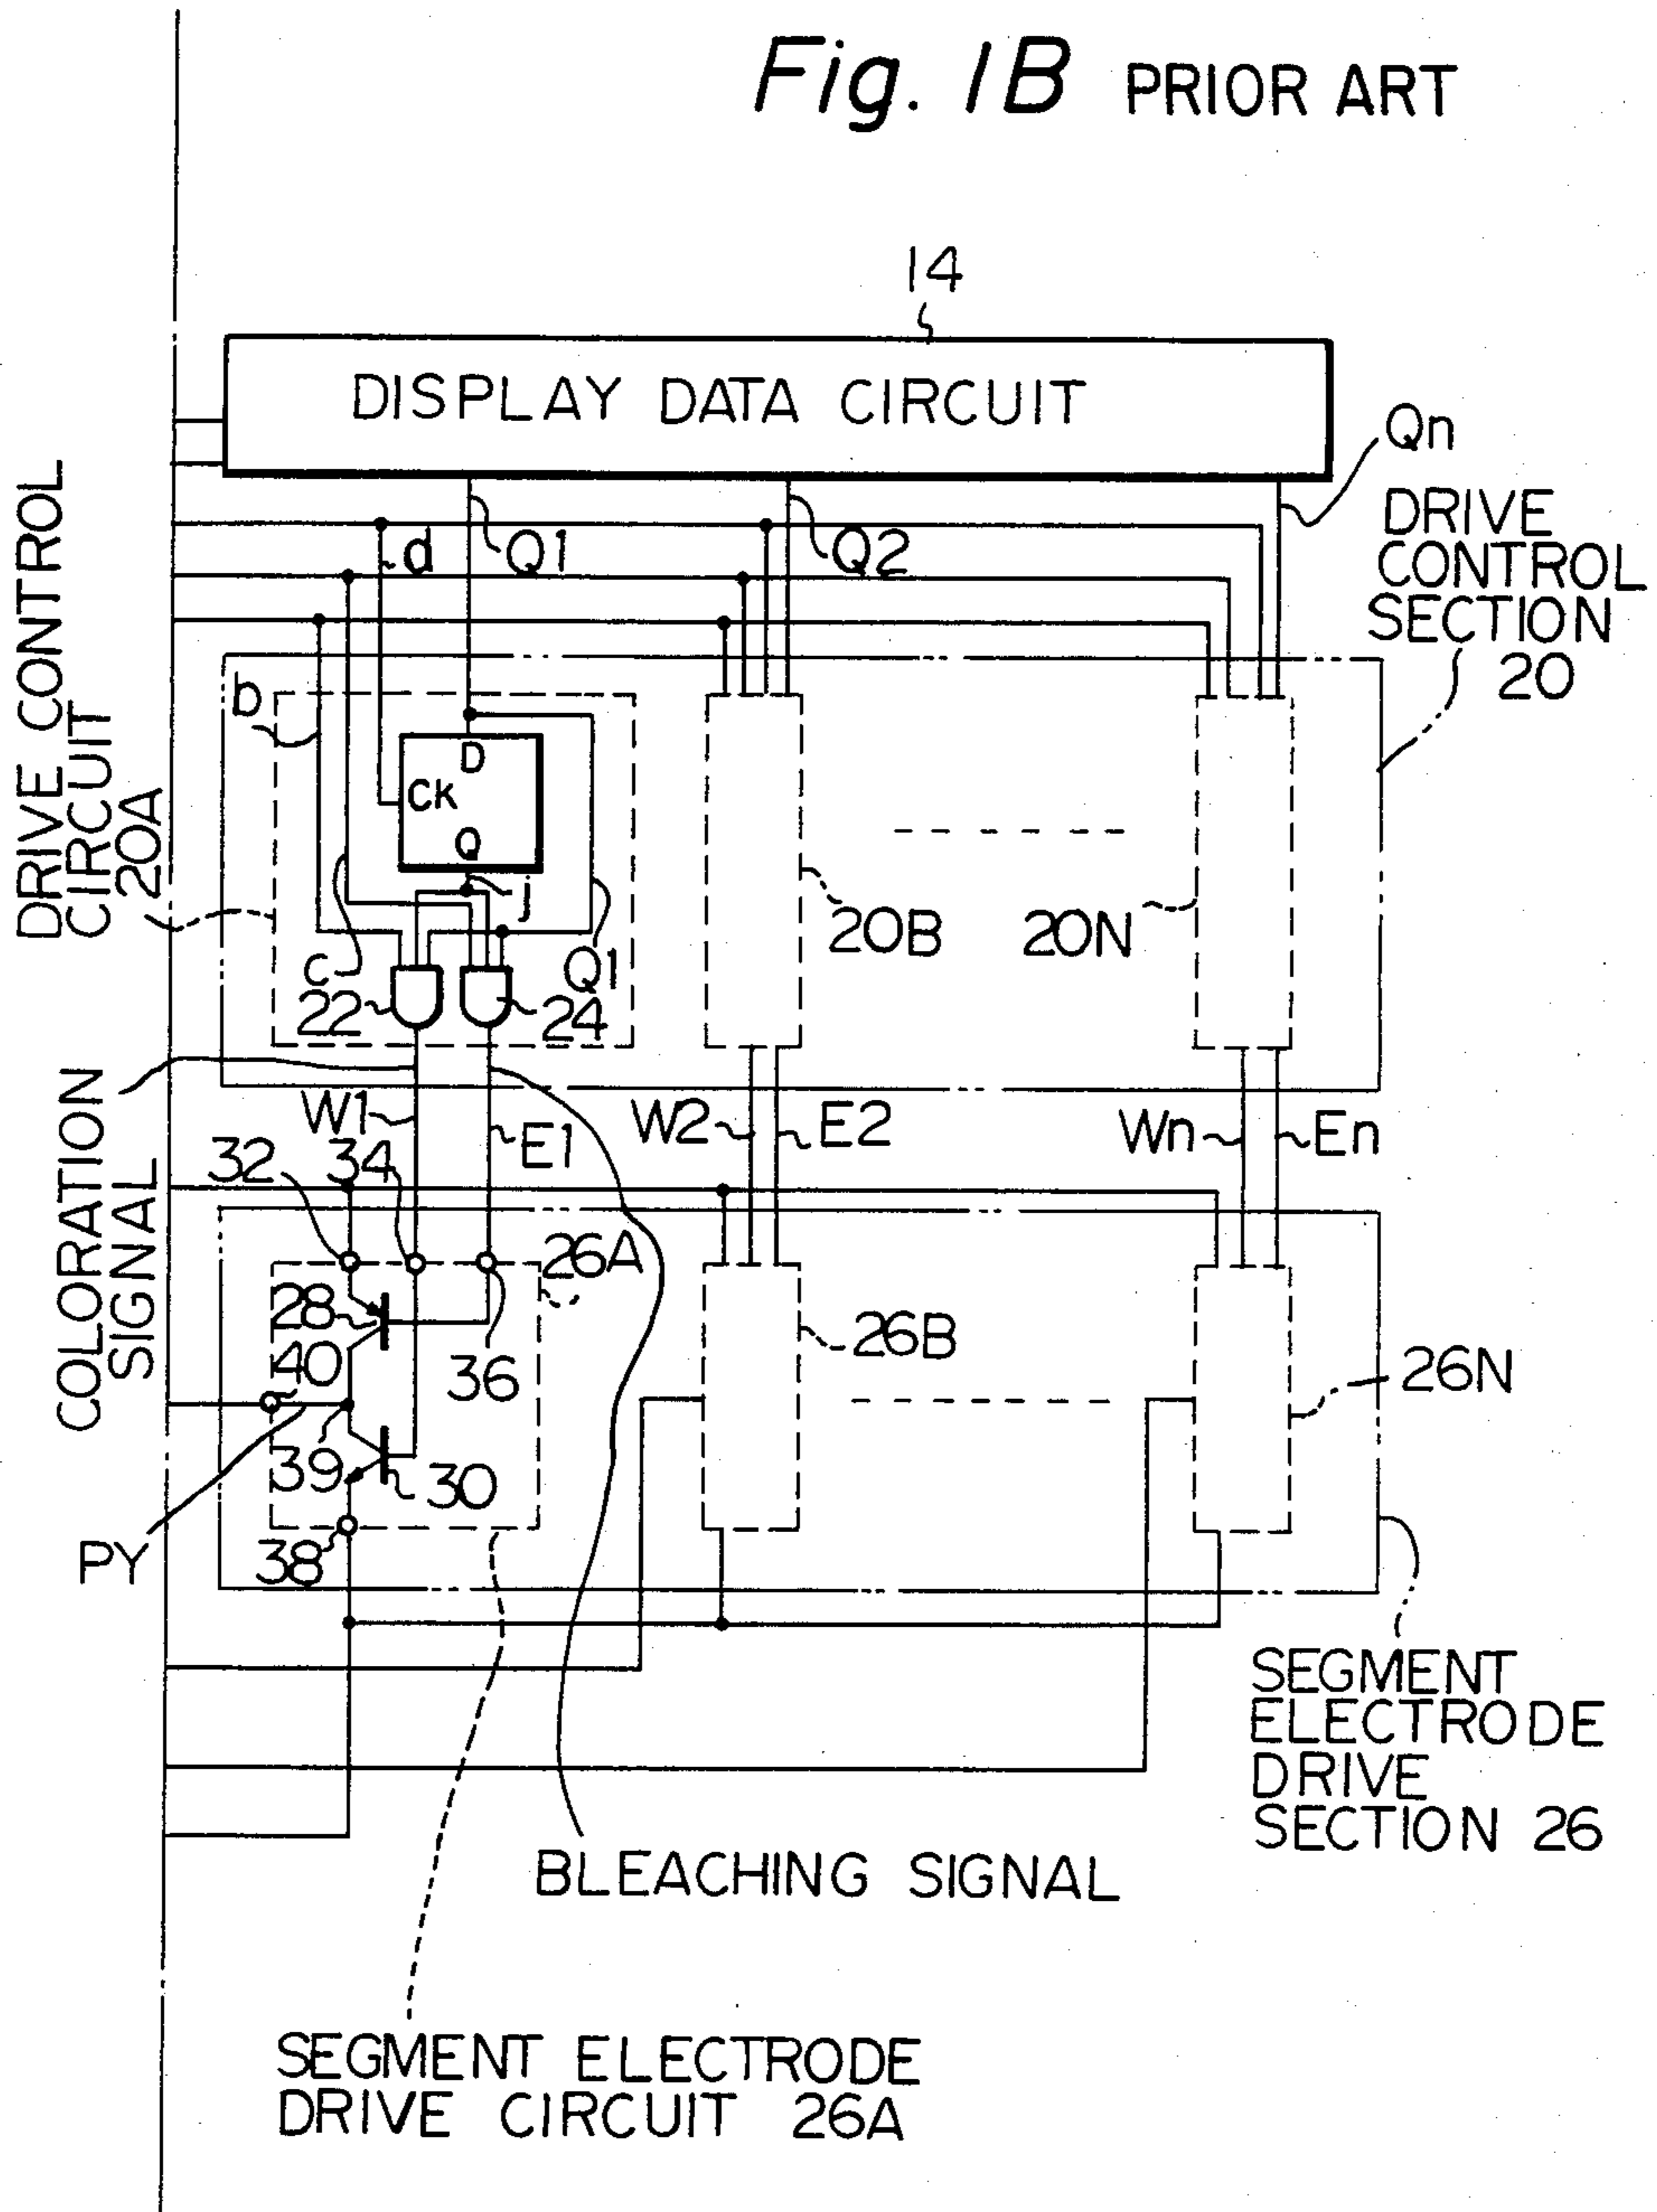 Fig. 1B PRIOR ART
14
DISPLAY DATA CIRCUIT
Qn
d
Q1
Q2
DRIVE
CONTROL
SECTION
20
DRIVE CONTROL
CIRCUIT
20A
b
D
CK
Q
j
c
Q1
22
24
20B
20N
COLORATION
SIGNAL
W1
E1
W2
E2
Wn
En
32
34
26A
28
36
26B
26N
40
39
30
PY
38
SEGMENT
ELECTRODE
DRIVE
SECTION 26
BLEACHING SIGNAL
SEGMENT ELECTRODE
DRIVE CIRCUIT 26A